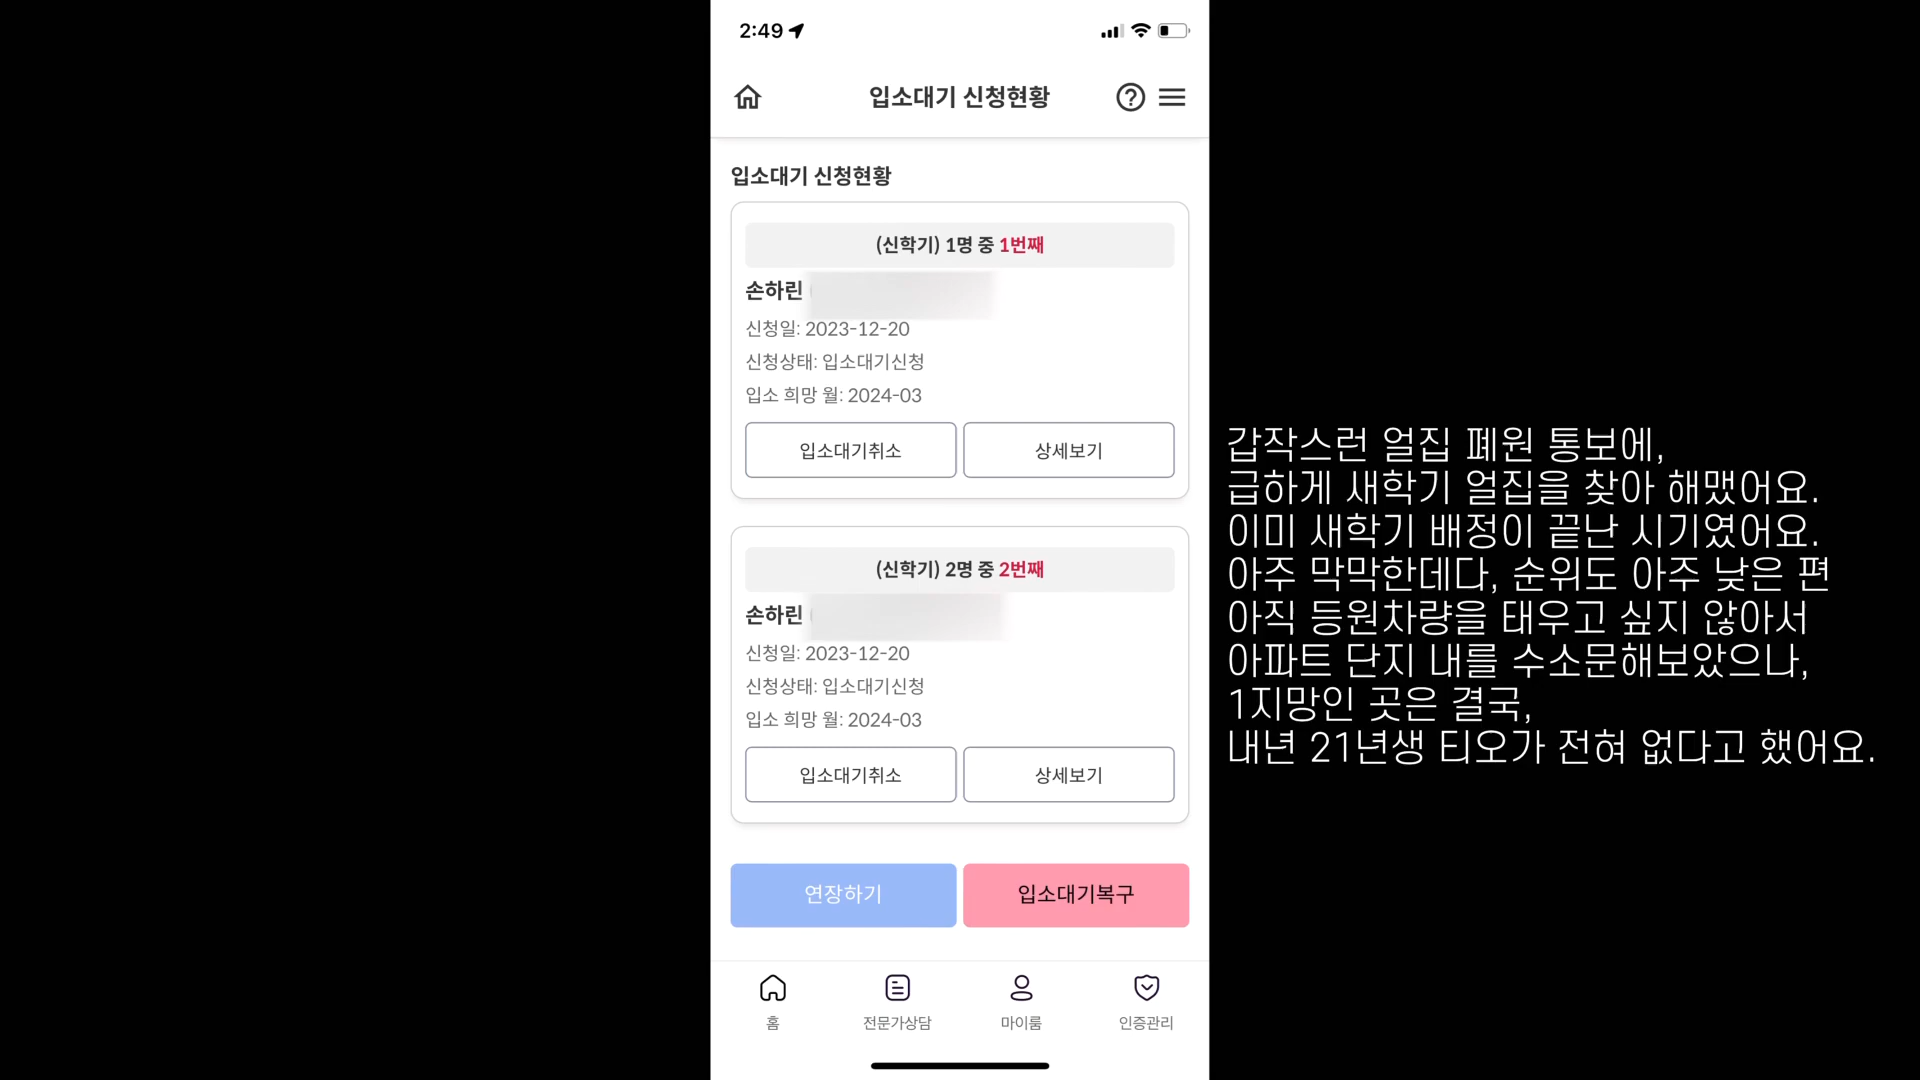 2:49
입소대기 신청현황
입소대기 신청현황
(신학기) 1명 중 1번째
손하린
신청일: 2023-12-20
신청상태: 입소대기신청
입소 희망 월: 2024-03
입소대기취소
상세보기
(신학기) 2명 중 2번째
손하린
신청일: 2023-12-20
신청상태: 입소대기신청
입소 희망 월: 2024-03
입소대기취소
상세보기
연장하기
입소대기복구
홈
전문가상담
마이룸
인증관리
갑작스런 얼집 폐원 통보에,
급하게 새학기 얼집을 찾아 해맸어요.
이미 새학기 배정이 끝난 시기였어요.
아주 막막한데다, 순위도 아주 낮은 편
아직 등원차량을 태우고 싶지 않아서
아파트 단지 내를 수소문해보았으나,
1지망인 곳은 결국,
내년 21년생 티오가 전혀 없다고 했어요.